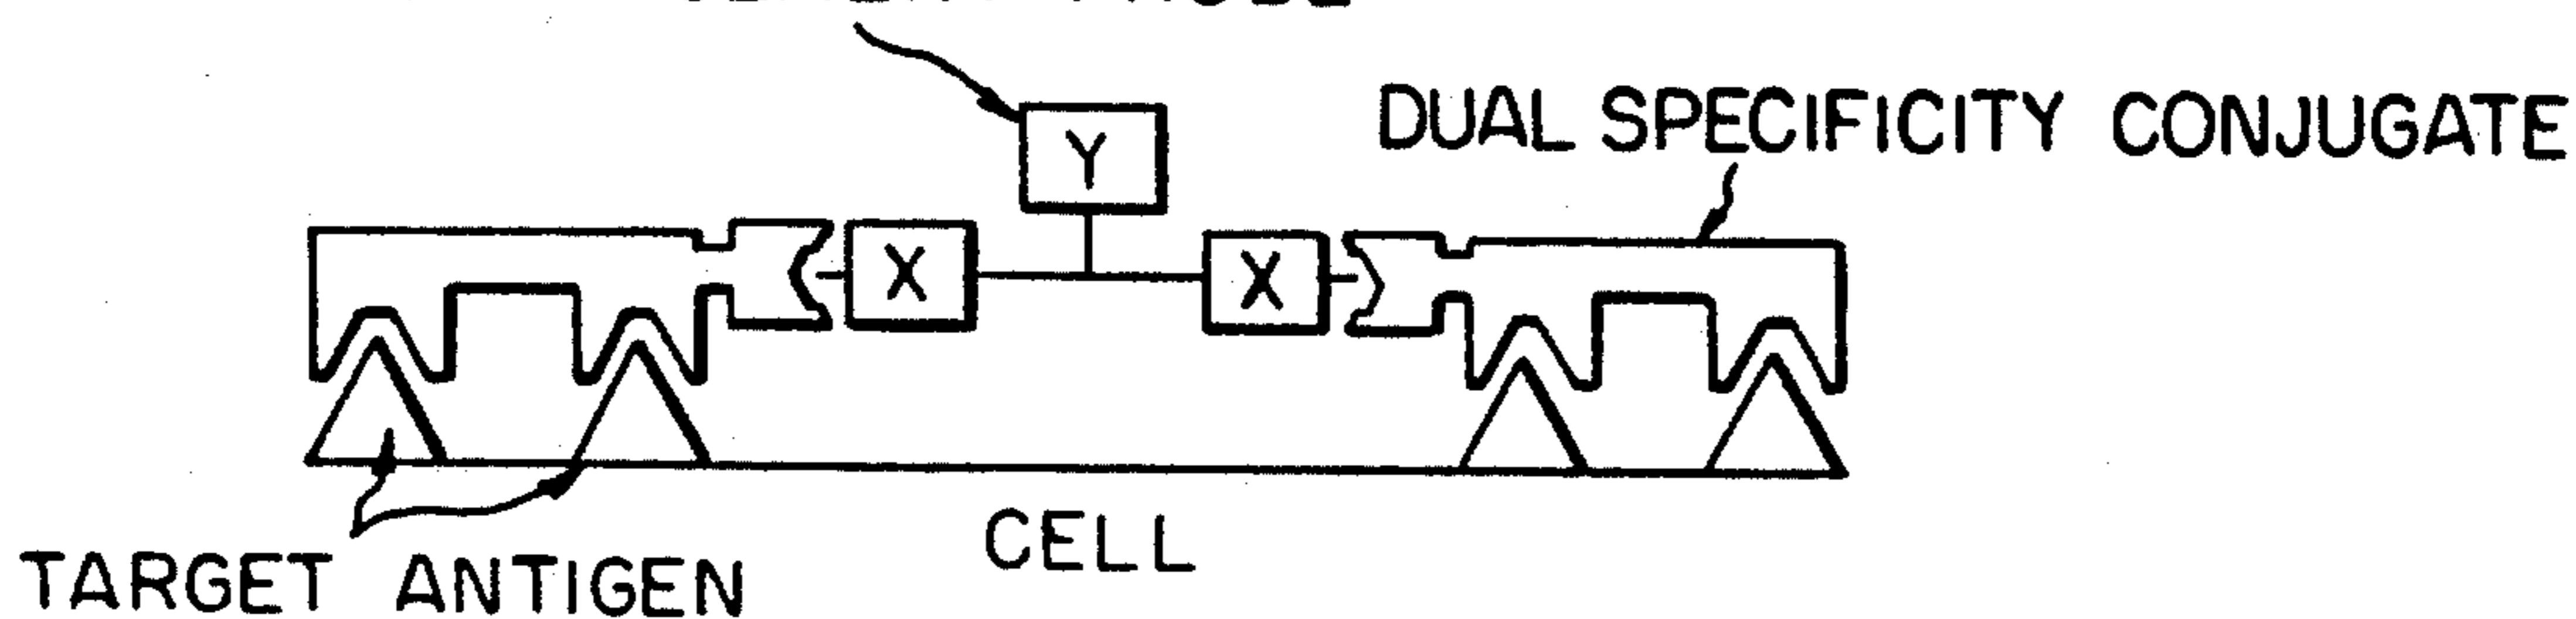 Y
DUAL SPECIFICITY CONJUGATE
X
X
CELL
TARGET ANTIGEN